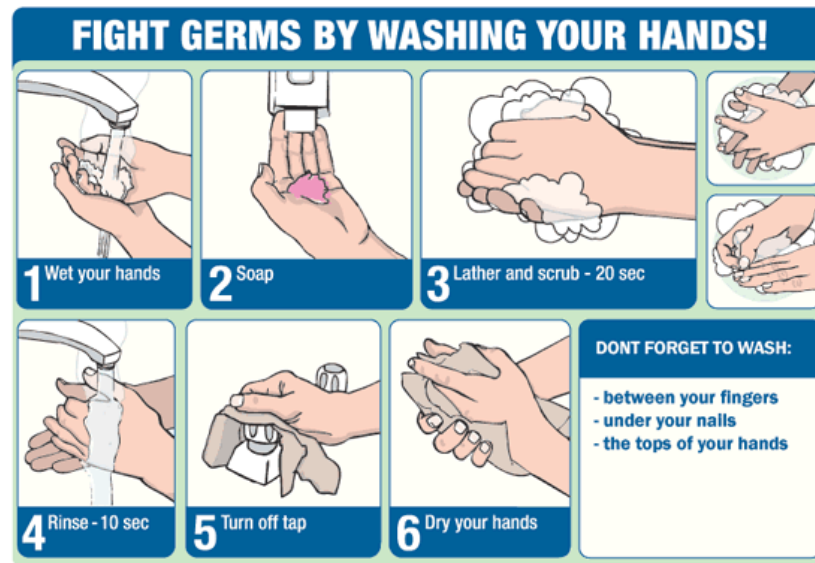 FIGHT GERMS BY WASHING YOUR HANDS!
1 Wet your hands
2 Soap
3 Lather and scrub - 20 sec
4 Rinse - 10 sec
5 Turn off tap
6 Dry your hands
DONT FORGET TO WASH:
- between your fingers
- under your nails
- the tops of your hands